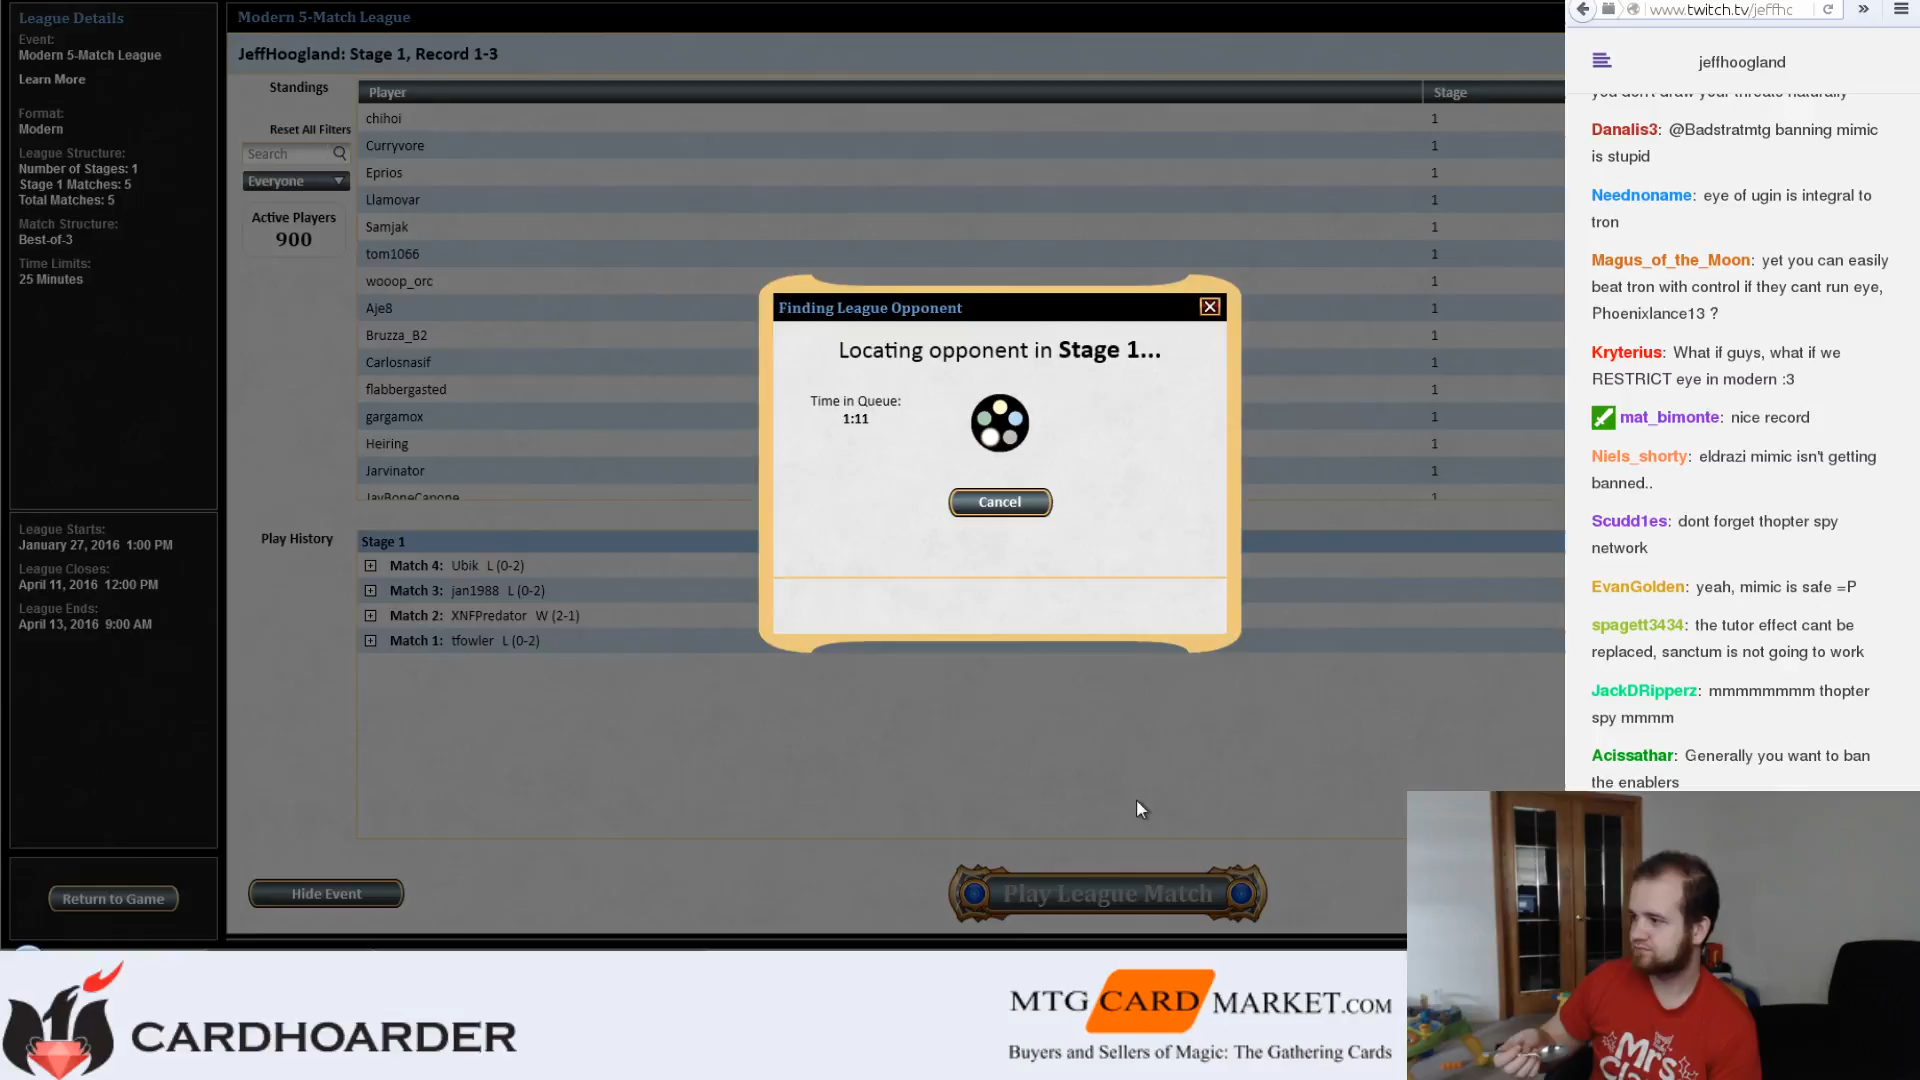 League Details
Event:
Modern 5-Match League
Learn More
Format:
Modern
League Structure:
Number of Stages: 1
Stage 1 Matches: 5
Total Matches: 5
Match Structure:
Best-of-3
Time Limits:
25 Minutes
League Starts:
January 27, 2016 1:00 PM
League Closes:
April 11, 2016 12:00 PM
League Ends:
April 13, 2016 9:00 AM
Return to Game
Modern 5-Match League
JeffHoogland: Stage 1, Record 1-3
Standings
Reset All Filters
Search
Everyone
Active Players
900
Player Stage
chihoi 1
Curryvore 1
Eprios 1
Llamovar 1
Samjak 1
tom1066 1
wooop_orc 1
Aje8 1
Bruzza_B2 1
Carlosnasif 1
flabbergasted 1
gargamox 1
Heiring 1
Jarvinator 1
JayBoneCapone 1
Finding League Opponent
Locating opponent in Stage 1...
Time in Queue:
1:11
Cancel
Play History
Stage 1
Match 4: Ubik L (0-2)
Match 3: jan1988 L (0-2)
Match 2: XNFPredator W (2-1)
Match 1: tfowler L (0-2)
Hide Event
Play League Match
www.twitch.tv/jeffhc
jeffhoogland
you don't draw your threats naturally
Danalis3: @Badstratmtg banning mimic
is stupid
Neednoname: eye of ugin is integral to
tron
Magus_of_the_Moon: yet you can easily
beat tron with control if they cant run eye,
Phoenixlance13 ?
Kryterius: What if guys, what if we
RESTRICT eye in modern :3
mat_bimonte: nice record
Niels_shorty: eldrazi mimic isn't getting
banned..
Scudd1es: dont forget thopter spy
network
EvanGolden: yeah, mimic is safe =P
spagett3434: the tutor effect cant be
replaced, sanctum is not going to work
JackDRipperz: mmmmmmmm thopter
spy mmmm
Acissathar: Generally you want to ban
the enablers
CARDHOARDER
MTG CARD MARKET.COM
Buyers and Sellers of Magic: The Gathering Cards
Mrs